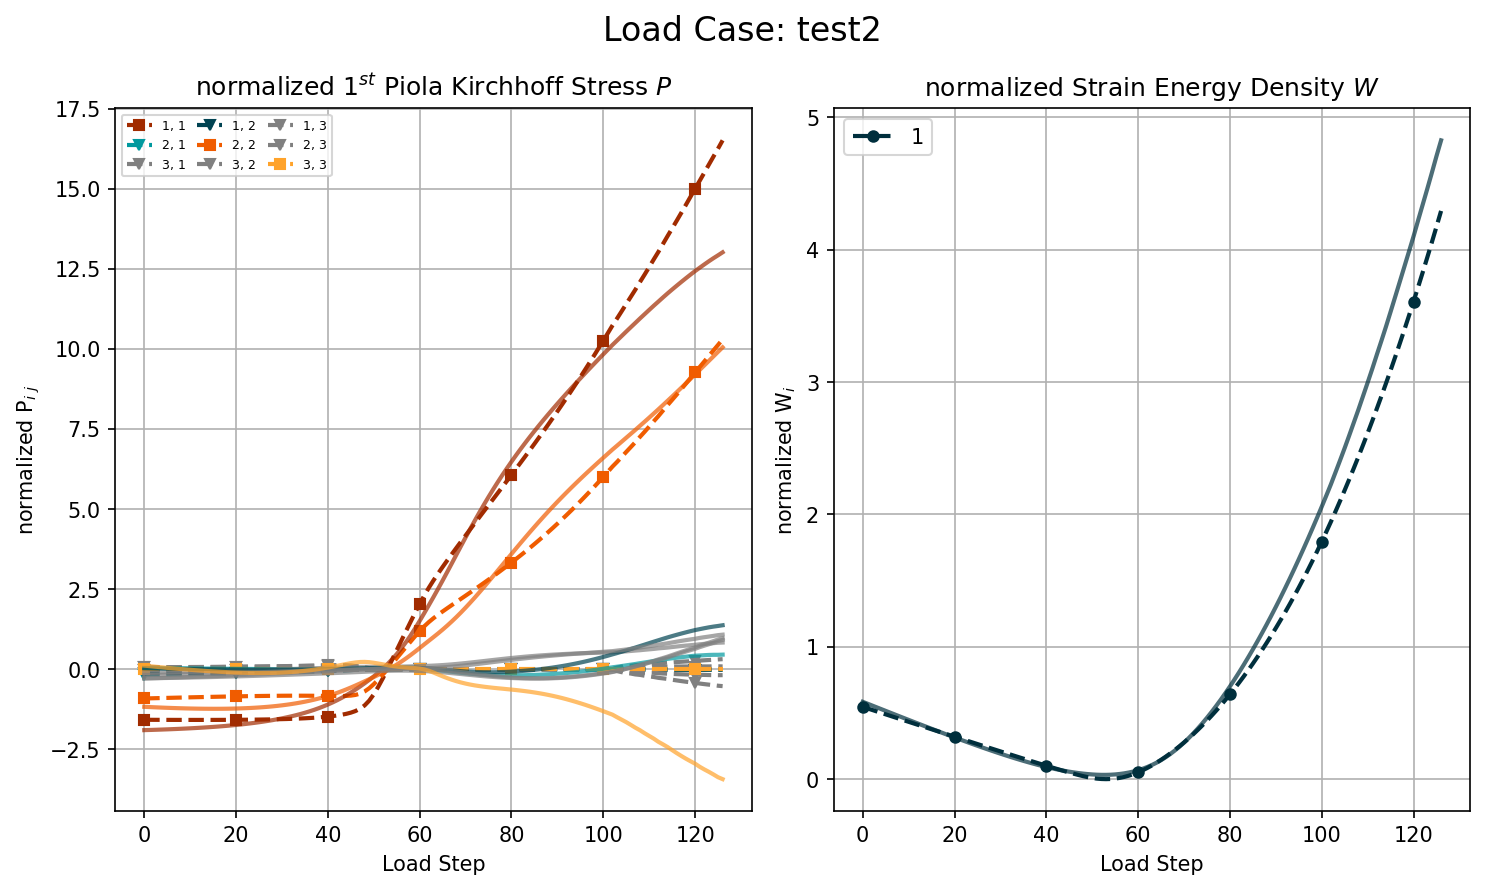 Load Case: test2
normalized 1st Piola Kirchhoff Stress P
17.5
15.0
12.5
10.0
7.5
5.0
2.5
0.0
−2.5
normalized P i j
1, 1
2, 1
3, 1
1, 2
2, 2
3, 2
1, 3
2, 3
3, 3
0 20 40 60 80 100 120
Load Step
normalized Strain Energy Density W
5
4
3
2
1
0
normalized W i
1
0 20 40 60 80 100 120
Load Step